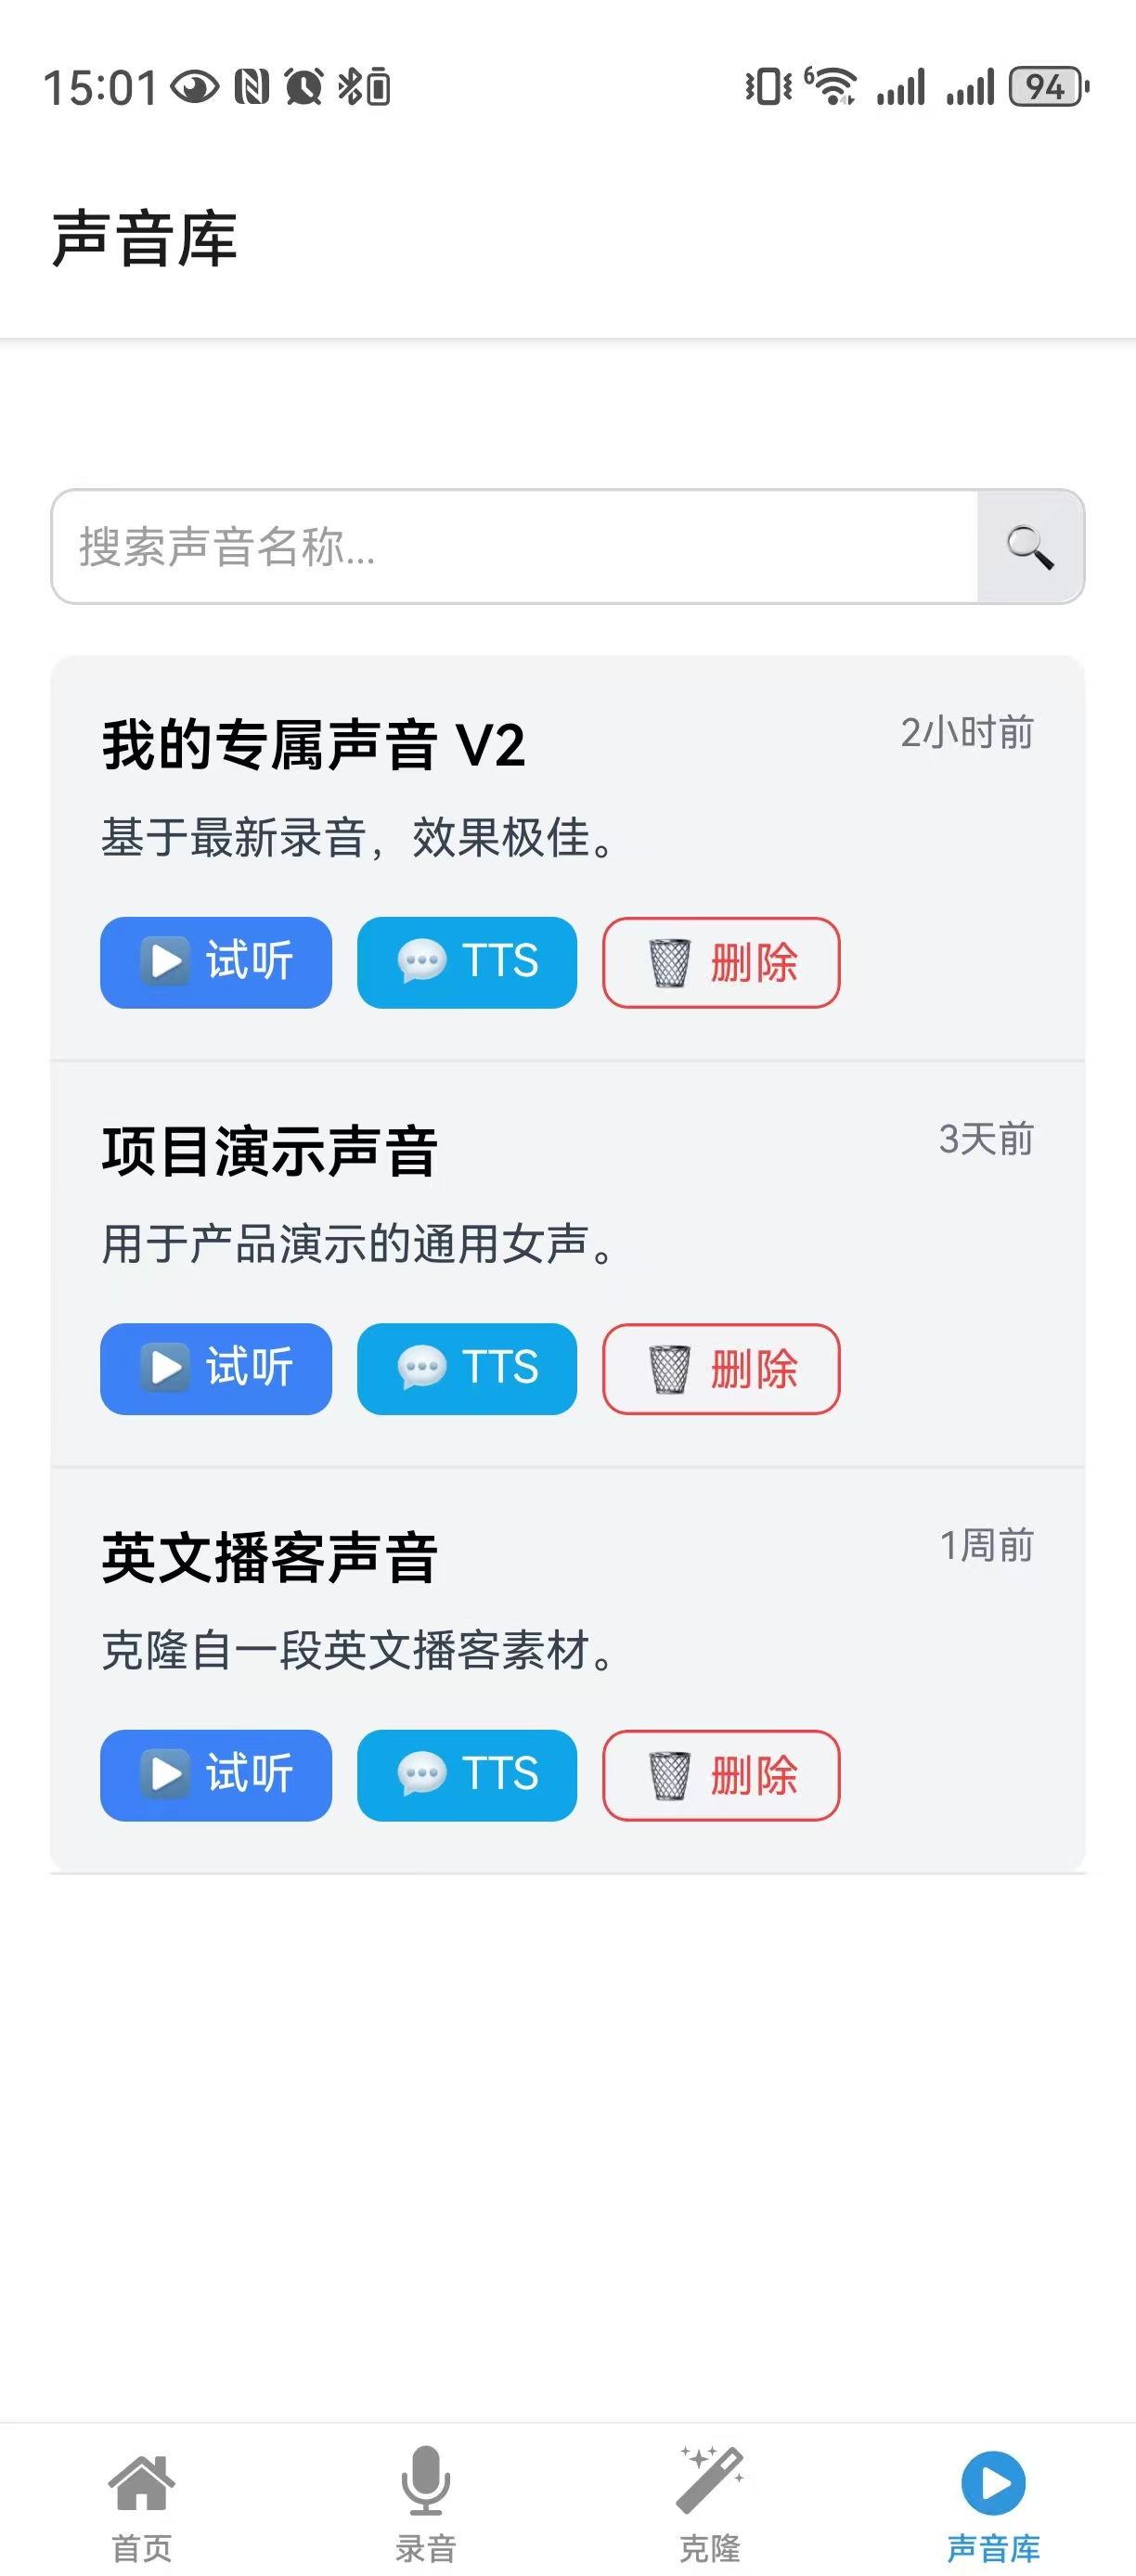 15:01
6
94
声音库
搜索声音名称...
我的专属声音 V2
2小时前
基于最新录音，效果极佳。
试听
TTS
删除
项目演示声音
3天前
用于产品演示的通用女声。
试听
TTS
删除
英文播客声音
1周前
克隆自一段英文播客素材。
试听
TTS
删除
首页
录音
克隆
声音库